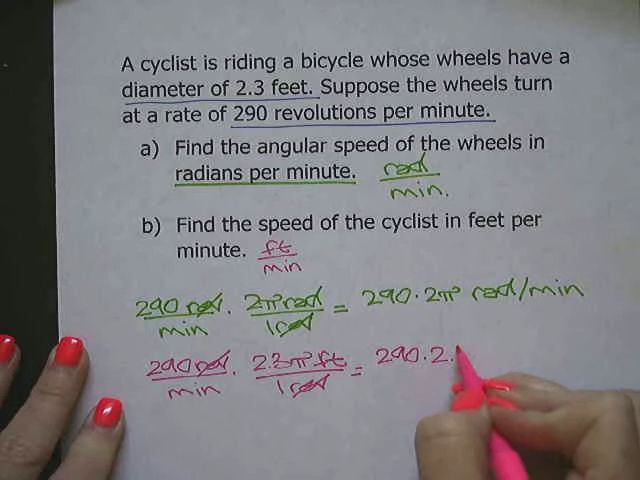 A cyclist is riding a bicycle whose wheels have a
diameter of 2.3 feet. Suppose the wheels turn
at a rate of 290 revolutions per minute.
a) Find the angular speed of the wheels in
radians per minute. rad/min.
b) Find the speed of the cyclist in feet per
minute. ft/min
290 rev/min · 2π rad/1 rev = 290·2π rad/min
290 rev/min · 2.3π ft/1 rev = 290·2.